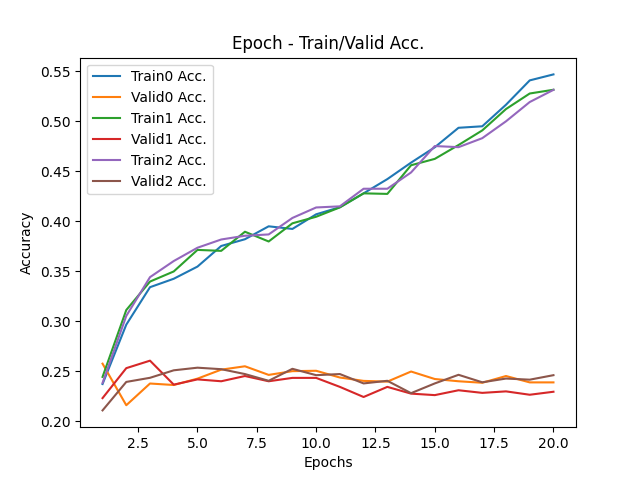 Epoch - Train/Valid Acc.
Train0 Acc.
Valid0 Acc.
Train1 Acc.
Valid1 Acc.
Train2 Acc.
Valid2 Acc.
Accuracy
0.55
0.50
0.45
0.40
0.35
0.30
0.25
0.20
2.5 5.0 7.5 10.0 12.5 15.0 17.5 20.0
Epochs